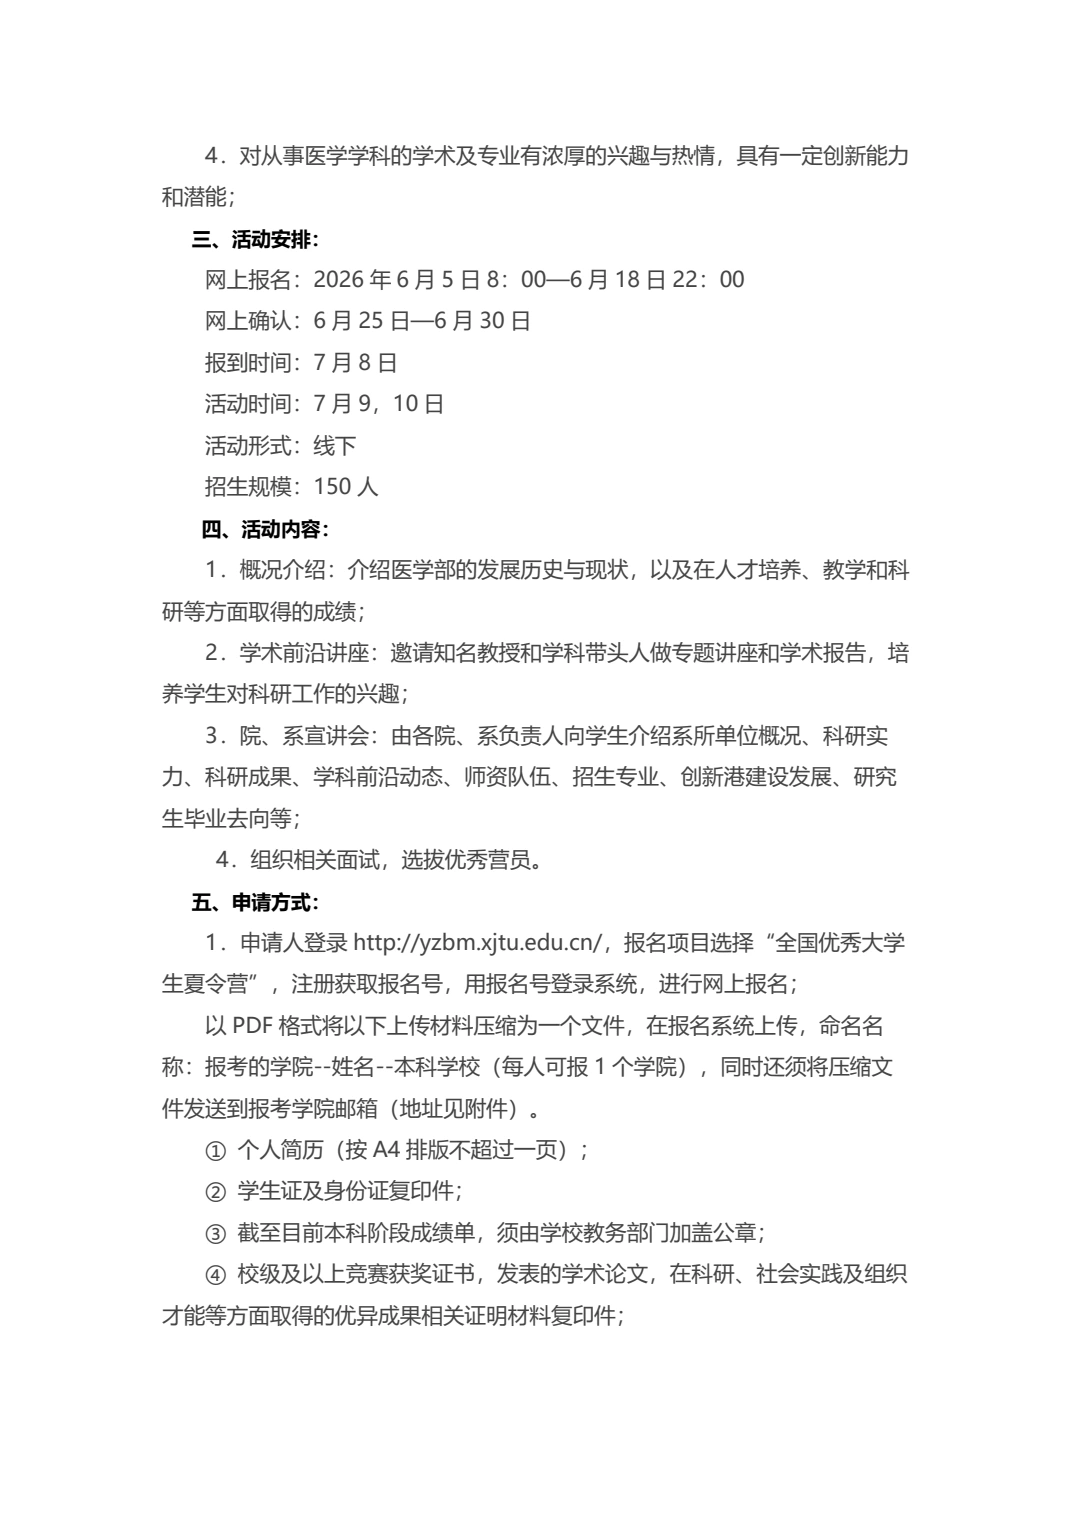 4．对从事医学学科的学术及专业有浓厚的兴趣与热情，具有一定创新能力
和潜能；
三、活动安排：
网上报名：2026 年 6 月 5 日 8：00—6 月 18 日 22：00
网上确认：6 月 25 日—6 月 30 日
报到时间：7 月 8 日
活动时间：7 月 9，10 日
活动形式：线下
招生规模：150 人
四、活动内容：
1．概况介绍：介绍医学部的发展历史与现状，以及在人才培养、教学和科
研等方面取得的成绩；
2．学术前沿讲座：邀请知名教授和学科带头人做专题讲座和学术报告，培
养学生对科研工作的兴趣；
3．院、系宣讲会：由各院、系负责人向学生介绍系所单位概况、科研实
力、科研成果、学科前沿动态、师资队伍、招生专业、创新港建设发展、研究
生毕业去向等；
4．组织相关面试，选拔优秀营员。
五、申请方式：
1．申请人登录 http://yzbm.xjtu.edu.cn/，报名项目选择“全国优秀大学
生夏令营”，注册获取报名号，用报名号登录系统，进行网上报名；
以 PDF 格式将以下上传材料压缩为一个文件，在报名系统上传，命名名
称：报考的学院--姓名--本科学校（每人可报 1 个学院），同时还须将压缩文
件发送到报考学院邮箱（地址见附件）。
① 个人简历（按 A4 排版不超过一页）；
② 学生证及身份证复印件；
③ 截至目前本科阶段成绩单，须由学校教务部门加盖公章；
④ 校级及以上竞赛获奖证书，发表的学术论文，在科研、社会实践及组织
才能等方面取得的优异成果相关证明材料复印件；